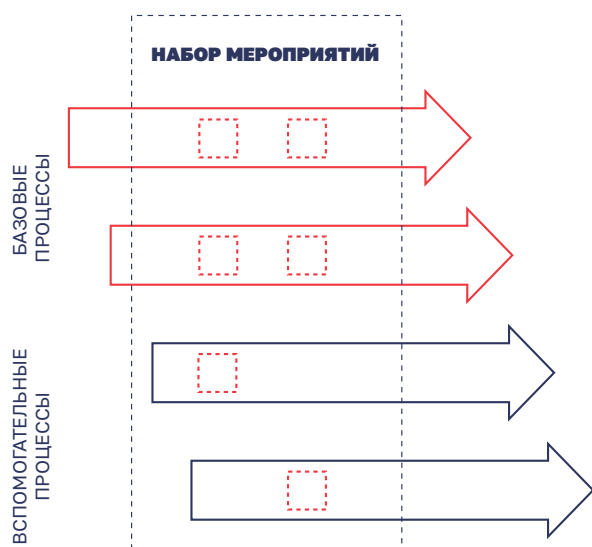 НАБОР МЕРОПРИЯТИЙ
БАЗОВЫЕ
ПРОЦЕССЫ
ВСПОМОГАТЕЛЬНЫЕ
ПРОЦЕССЫ